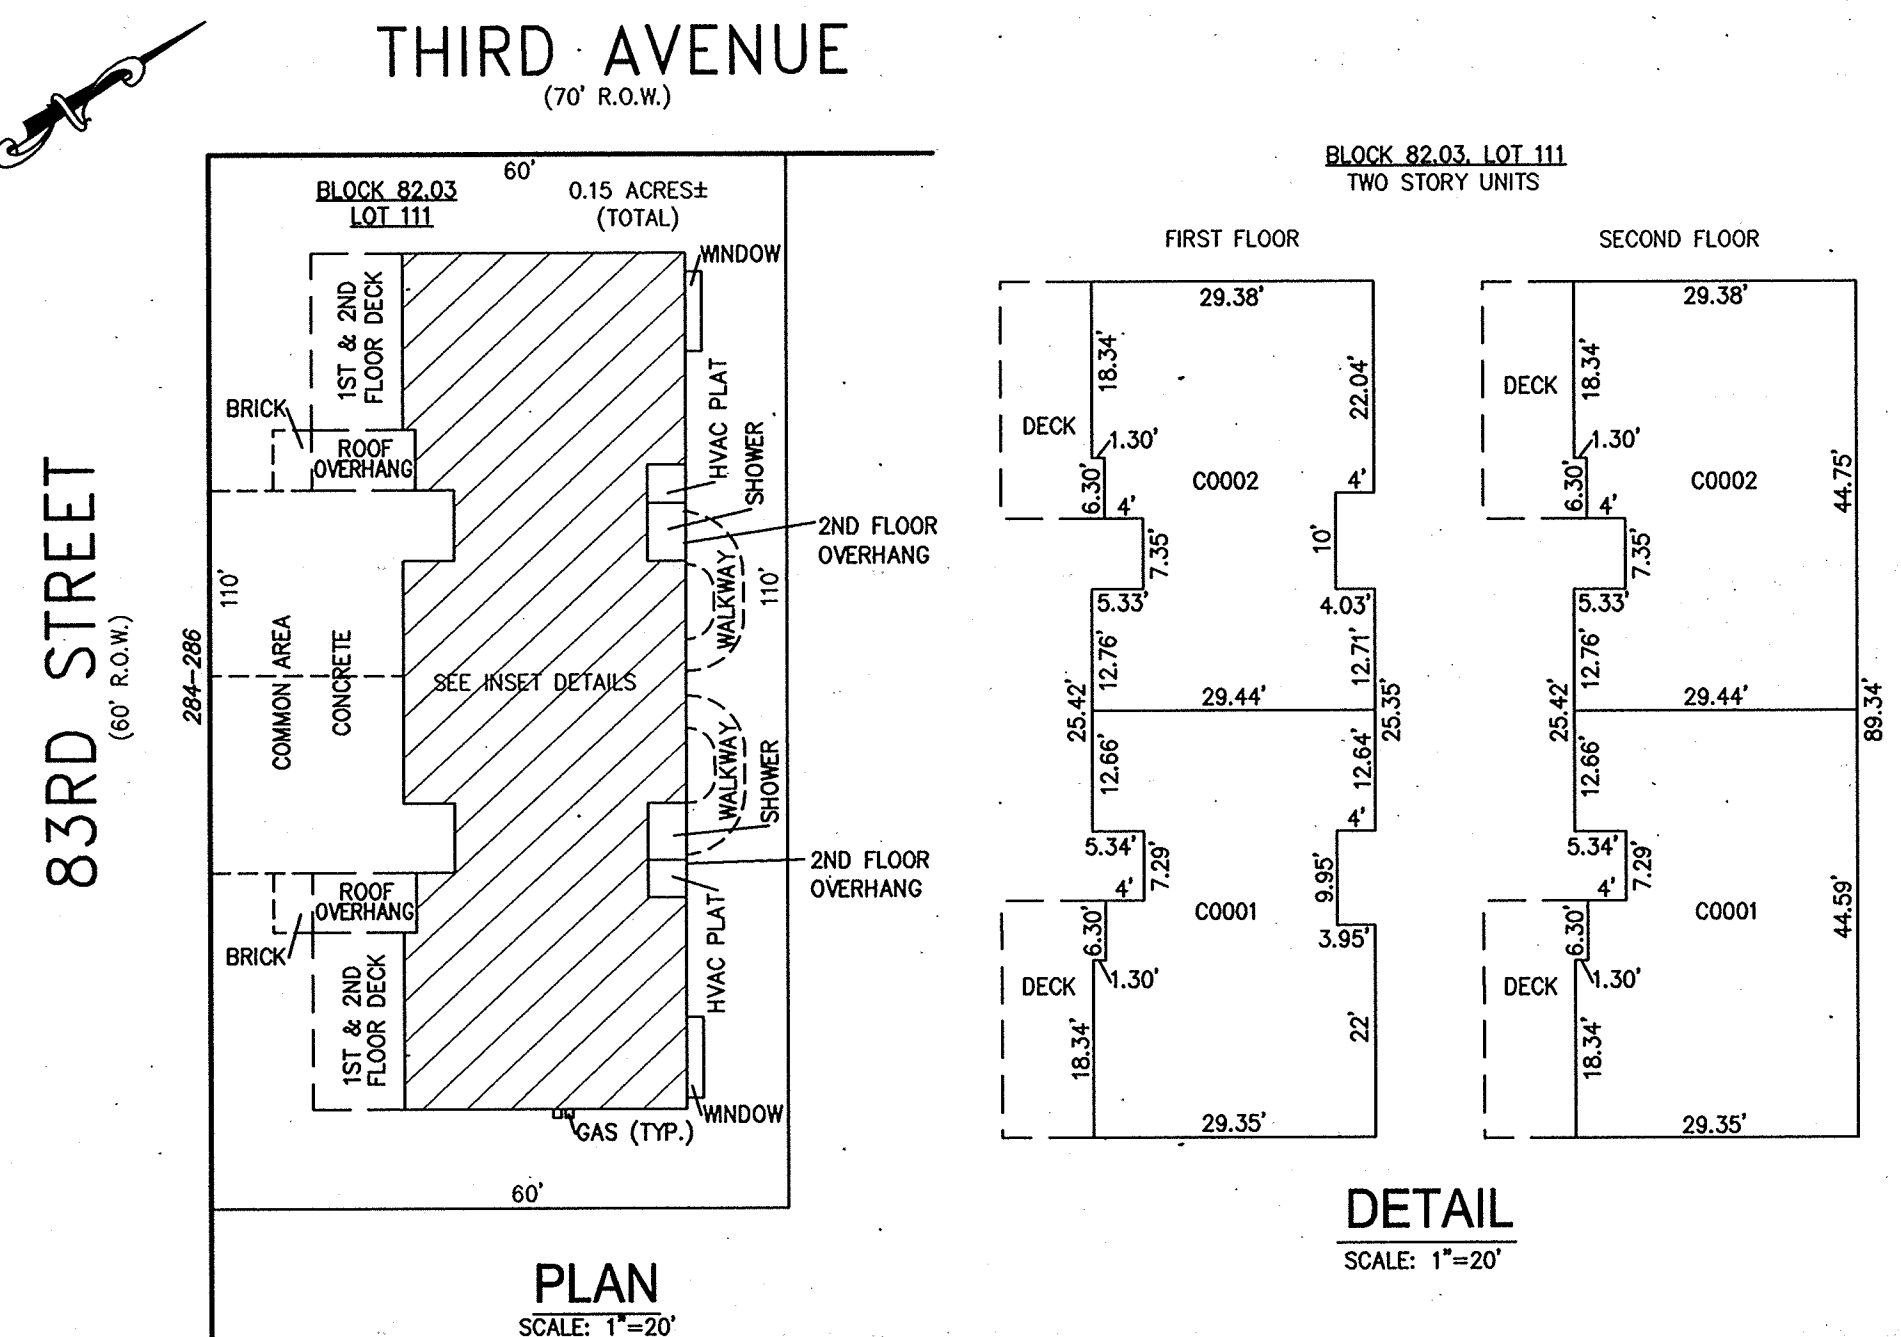 THIRD AVENUE
(70' R.O.W.)
60'
BLOCK 82.03
LOT 111
0.15 ACRES±
(TOTAL)
WINDOW
1ST & 2ND
FLOOR DECK
BRICK
ROOF
OVERHANG
HVAC PLAT
SHOWER
2ND FLOOR
OVERHANG
WALKWAY
110'
110'
83RD STREET
(60' R.O.W.)
284-286
COMMON AREA
CONCRETE
SEE INSET DETAILS
WALKWAY
SHOWER
2ND FLOOR
OVERHANG
ROOF
OVERHANG
BRICK
HVAC PLAT
1ST & 2ND
FLOOR DECK
WINDOW
GAS (TYP.)
60'
PLAN
SCALE: 1"=20'
BLOCK 82.03, LOT 111
TWO STORY UNITS
FIRST FLOOR
29.38'
18.34'
22.04'
DECK
1.30'
6.30'
4'
C0002
4'
10'
7.35'
5.33'
4.03'
12.76'
12.71'
25.42'
29.44'
25.35'
12.66'
12.64'
5.34'
4'
7.29'
9.95'
4'
C0001
6.30'
3.95'
DECK
1.30'
18.34'
22'
29.35'
SECOND FLOOR
29.38'
18.34'
DECK
1.30'
6.30'
4'
C0002
44.75'
7.35'
5.33'
12.76'
25.42'
29.44'
89.34'
12.66'
5.34'
7.29'
4'
C0001
44.59'
6.30'
DECK
1.30'
18.34'
29.35'
DETAIL
SCALE: 1"=20'